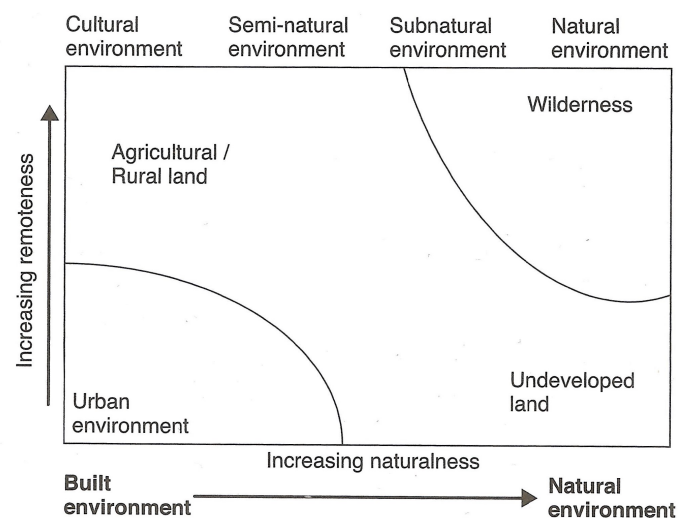 Cultural
environment
Semi-natural
environment
Subnatural
environment
Natural
environment
Wilderness
Agricultural /
Rural land
Increasing remoteness
Undeveloped
land
Urban
environment
Increasing naturalness
Built
environment
Natural
environment